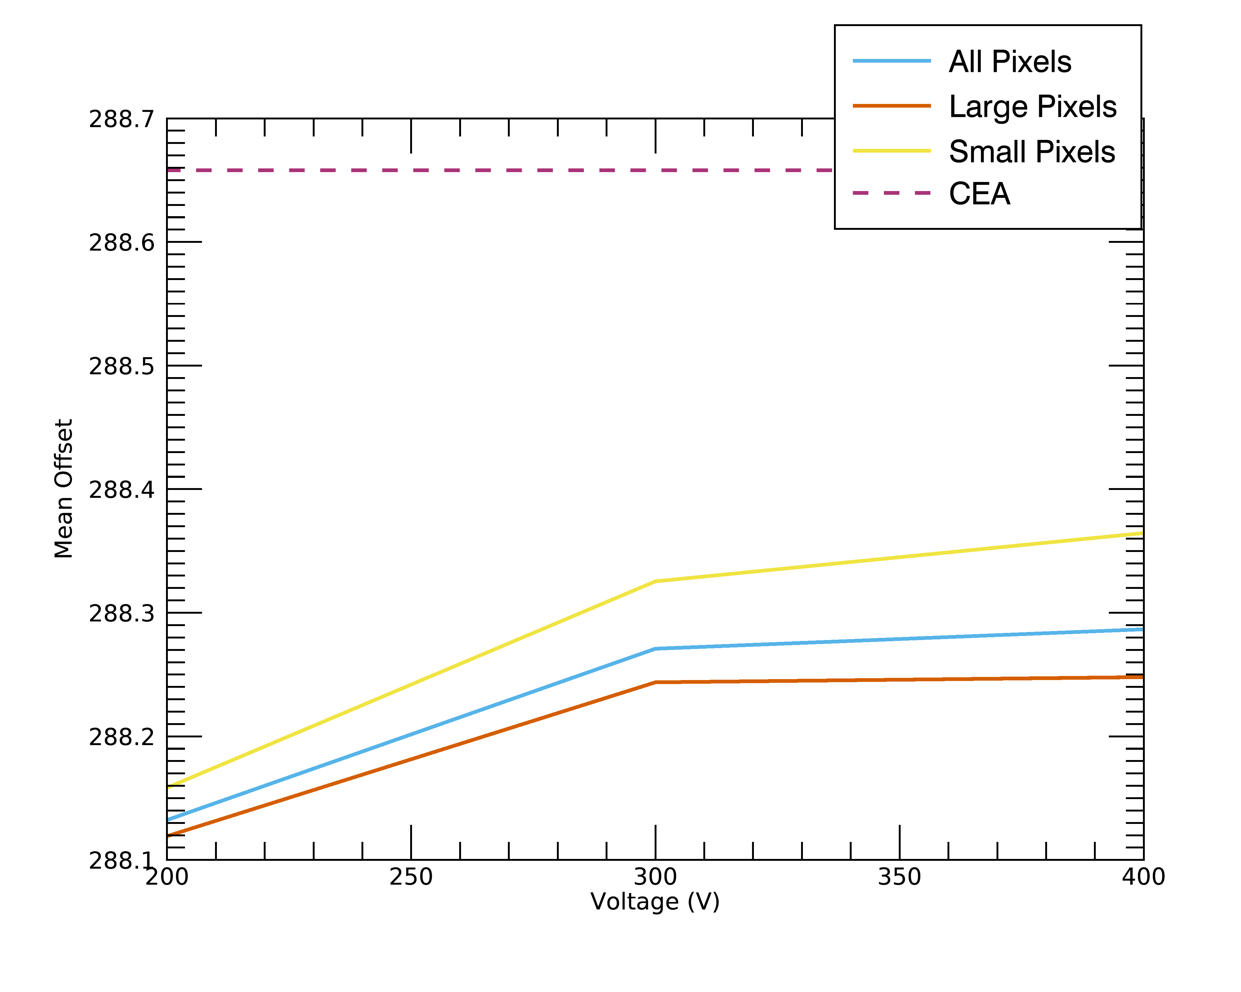 All Pixels
Large Pixels
Small Pixels
CEA
288.7
288.6
288.5
288.4
288.3
288.2
288.1
Mean Offset
200 250 300 350 400
Voltage (V)